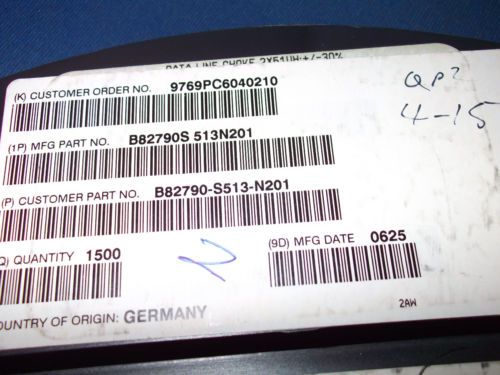 DATA LINE CHOKE 2X51UH:+/-30%
(K) CUSTOMER ORDER NO. 9769PC6040210
(1P) MFG PART NO. B82790S 513N201
(P) CUSTOMER PART NO. B82790-S513-N201
Q) QUANTITY 1500
(9D) MFG DATE 0625
OUNTRY OF ORIGIN: GERMANY
2AW
4-15